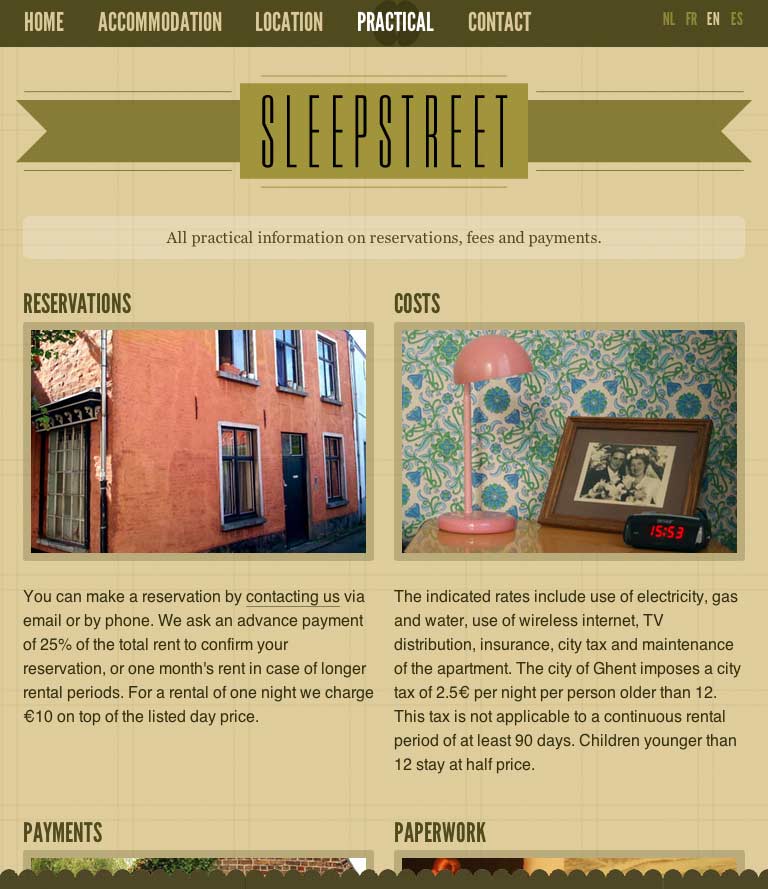 HOME ACCOMMODATION LOCATION PRACTICAL CONTACT NL FR EN ES
SLEEPSTREET
All practical information on reservations, fees and payments.
RESERVATIONS
You can make a reservation by contacting us via
email or by phone. We ask an advance payment
of 25% of the total rent to confirm your
reservation, or one month's rent in case of longer
rental periods. For a rental of one night we charge
€10 on top of the listed day price.
COSTS
15:53
The indicated rates include use of electricity, gas
and water, use of wireless internet, TV
distribution, insurance, city tax and maintenance
of the apartment. The city of Ghent imposes a city
tax of 2.5€ per night per person older than 12.
This tax is not applicable to a continuous rental
period of at least 90 days. Children younger than
12 stay at half price.
PAYMENTS
PAPERWORK